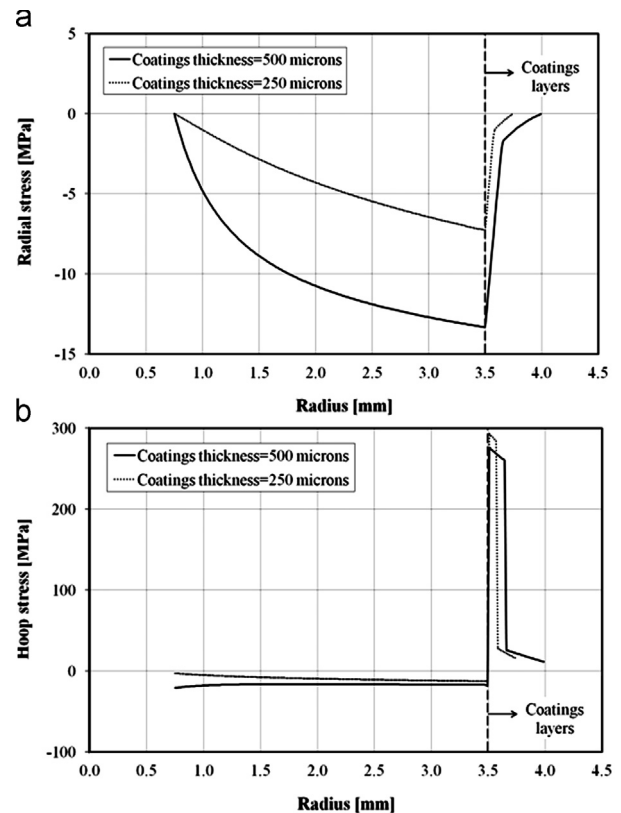 a
5
0
-5
-10
-15
Radial stress [MPa]
Coatings thickness=500 microns
Coatings thickness=250 microns
Coatings
layers
0.0 0.5 1.0 1.5 2.0 2.5 3.0 3.5 4.0 4.5
Radius [mm]
b
300
200
100
0
-100
Hoop stress [MPa]
Coatings thickness=500 microns
Coatings thickness=250 microns
Coatings
layers
0.0 0.5 1.0 1.5 2.0 2.5 3.0 3.5 4.0 4.5
Radius [mm]